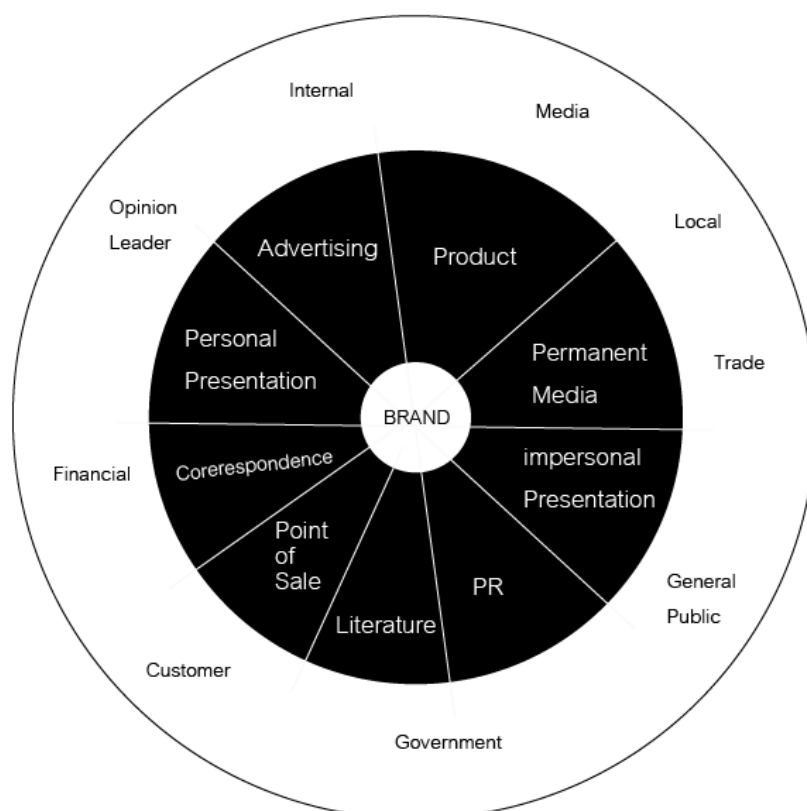 Internal
Media
Opinion
Leader
Local
Advertising
Product
Personal
Presentation
Permanent
Media
Trade
BRAND
Financial
Corerespondence
impersonal
Presentation
Point
of
Sale
PR
Literature
General
Public
Customer
Government